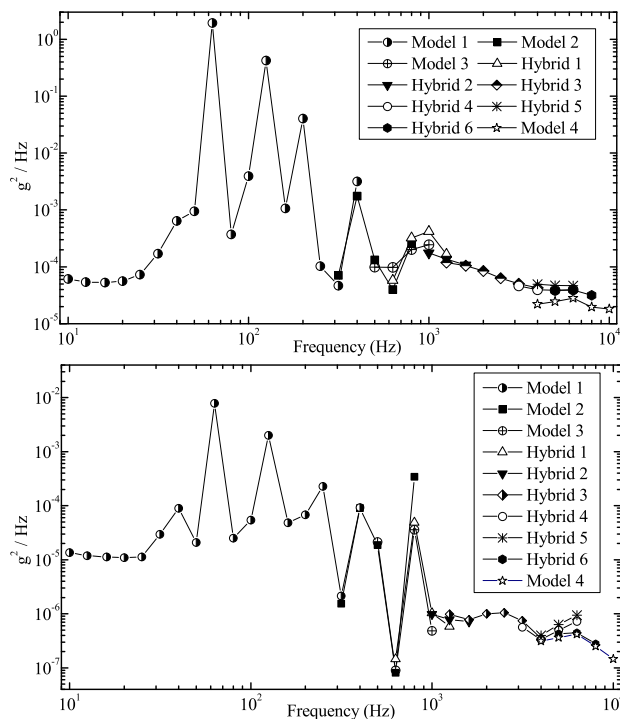 10^0
10^-1
10^-2
10^-3
10^-4
10^-5
g^2 / Hz
Model 1 Model 2
Model 3 Hybrid 1
Hybrid 2 Hybrid 3
Hybrid 4 Hybrid 5
Hybrid 6 Model 4
10^1 10^2 10^3 10^4
Frequency (Hz)
10^-2
10^-3
10^-4
10^-5
10^-6
10^-7
g^2 / Hz
Model 1
Model 2
Model 3
Hybrid 1
Hybrid 2
Hybrid 3
Hybrid 4
Hybrid 5
Hybrid 6
Model 4
10^1 10^2 10^3 10^4
Frequency (Hz)